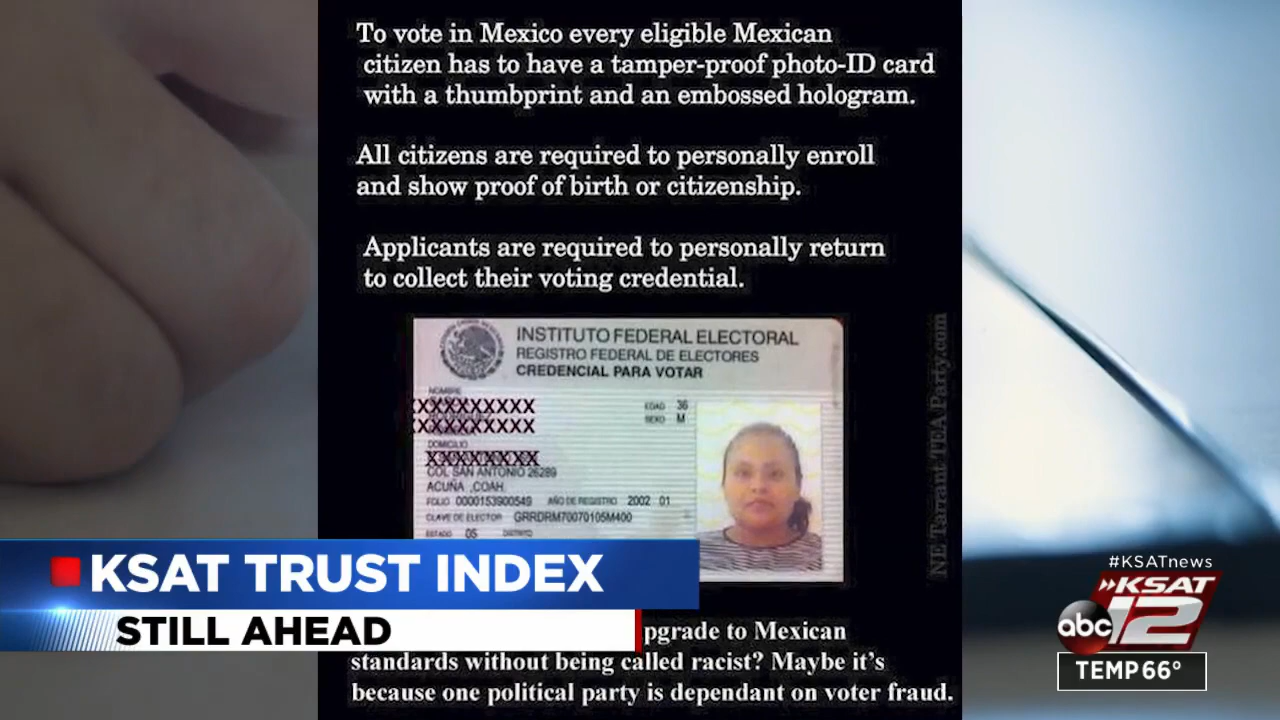 To vote in Mexico every eligible Mexican
citizen has to have a tamper-proof photo-ID card
with a thumbprint and an embossed hologram.
All citizens are required to personally enroll
and show proof of birth or citizenship.
Applicants are required to personally return
to collect their voting credential.
INSTITUTO FEDERAL ELECTORAL
REGISTRO FEDERAL DE ELECTORES
CREDENCIAL PARA VOTAR
NOMBRE
XXXXXXXXXX
XXXXXXXXXX
EDAD 36
SEXO M
DOMICILIO
XXXXXXXX
COL SAN ANTONIO 26289
ACUÑA ,COAH.
FOLIO 0000153900549 AÑO DE REGISTRO 2002 01
CLAVE DE ELECTOR GRRDRM70070105M400
ESTADO 05 DISTRITO
NE Tarrant TEA Party.com
KSAT TRUST INDEX
STILL AHEAD
pgrade to Mexican
standards without being called racist? Maybe it's
because one political party is dependant on voter fraud.
#KSATnews
KSAT
abc 12
TEMP 66°